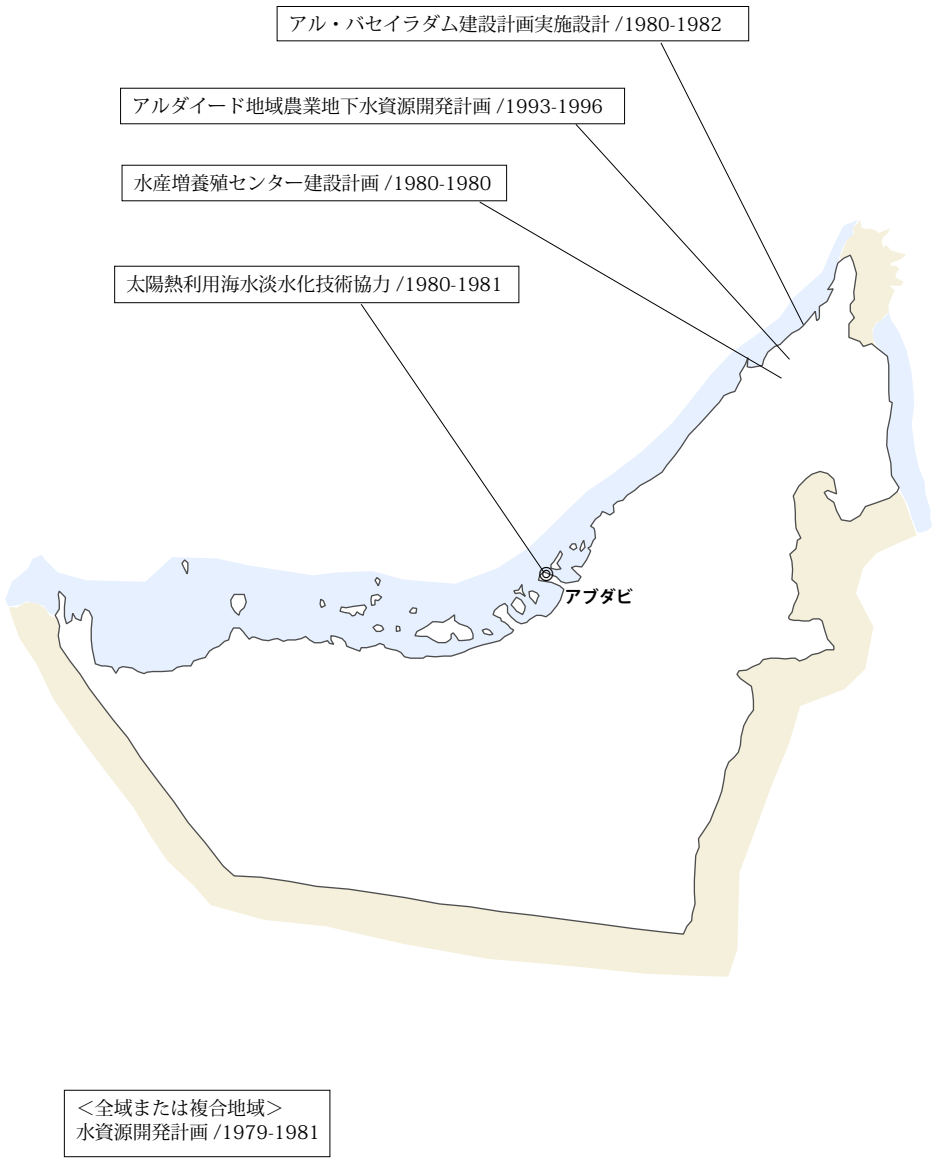 アル・バセイラダム建設計画実施設計 /1980-1982
アルダイード地域農業地下水資源開発計画 /1993-1996
水産増養殖センター建設計画 /1980-1980
太陽熱利用海水淡水化技術協力 /1980-1981
アブダビ
＜全域または複合地域＞
水資源開発計画 /1979-1981